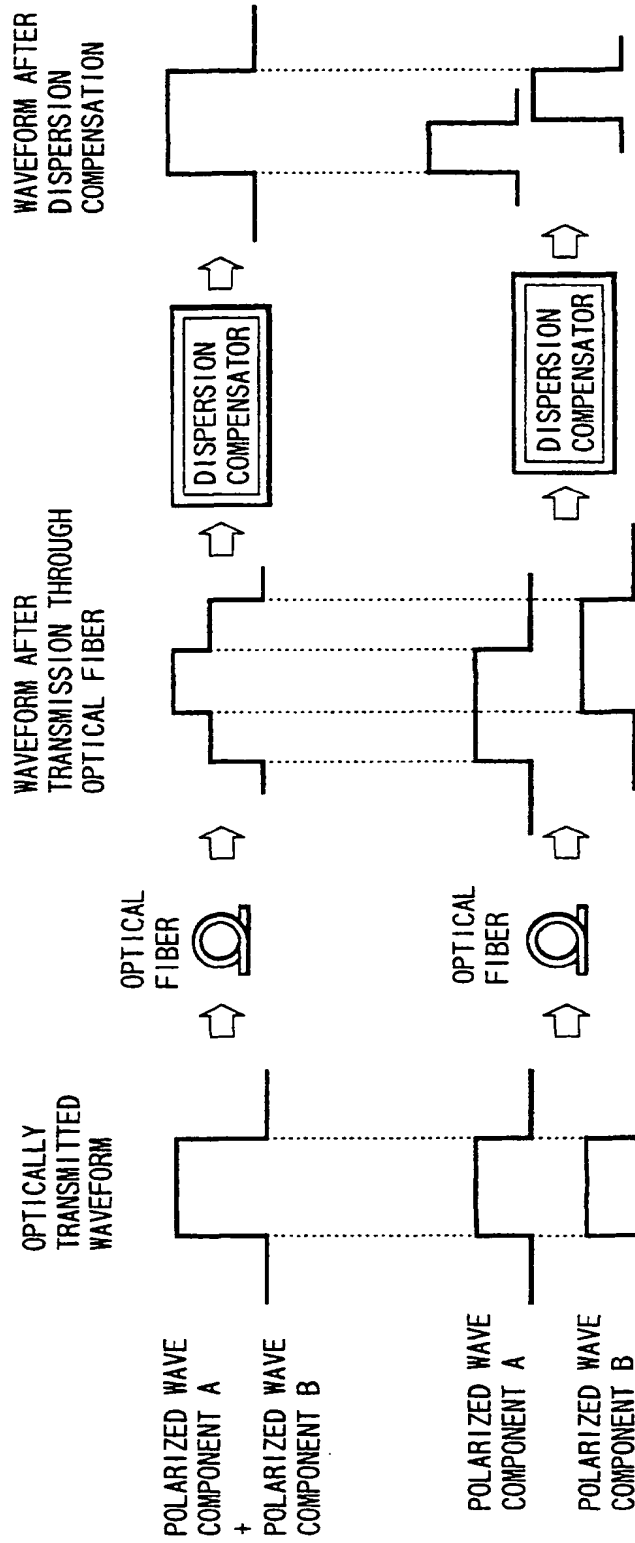 OPTICALLY
TRANSMITTED
WAVEFORM
WAVEFORM AFTER
TRANSMISSION THROUGH
OPTICAL FIBER
WAVEFORM AFTER
DISPERSION
COMPENSATION
POLARIZED WAVE
COMPONENT A
+
POLARIZED WAVE
COMPONENT B
OPTICAL
FIBER
DISPERSION
COMPENSATOR
POLARIZED WAVE
COMPONENT A
POLARIZED WAVE
COMPONENT B
OPTICAL
FIBER
DISPERSION
COMPENSATOR